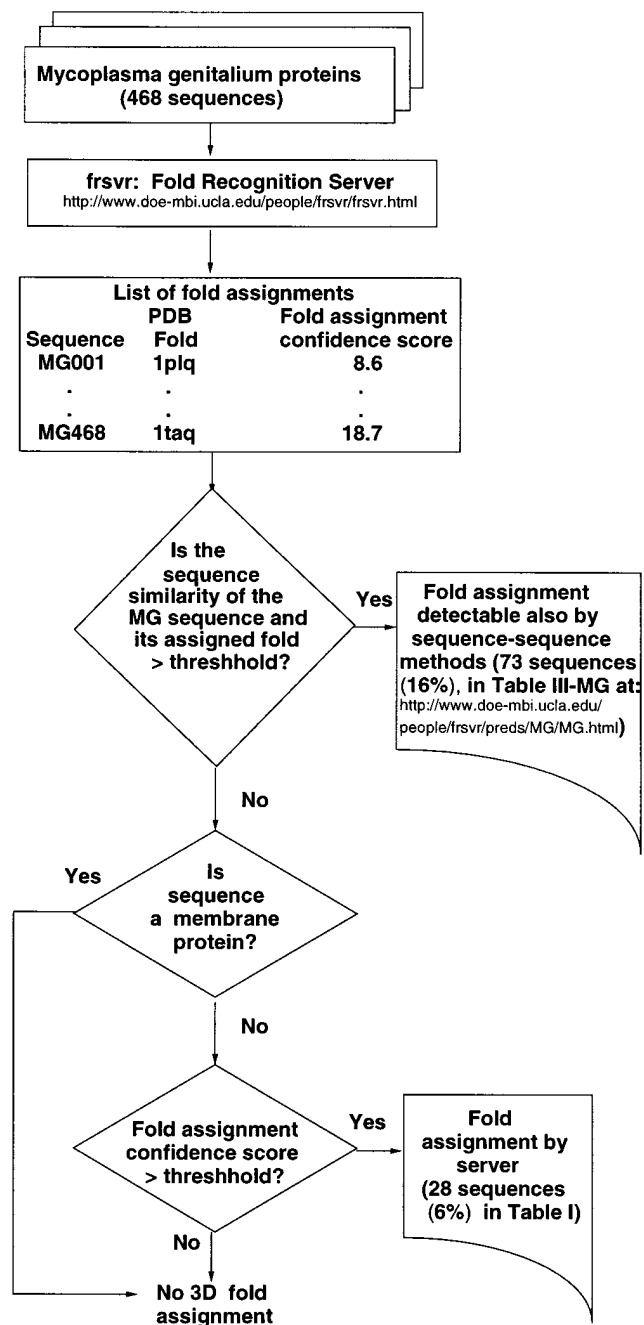 Mycoplasma genitalium proteins
(468 sequences)
frsvr: Fold Recognition Server
http://www.doe-mbi.ucla.edu/people/frsvr/frsvr.html
List of fold assignments
PDB Fold assignment
Sequence Fold confidence score
MG001 1plq 8.6
. . .
. . .
MG468 1taq 18.7
Is the
sequence
similarity of the
MG sequence and
its assigned fold
> threshhold?
Yes
Fold assignment
detectable also by
sequence-sequence
methods (73 sequences
(16%), in Table III-MG at:
http://www.doe-mbi.ucla.edu/
people/frsvr/preds/MG/MG.html)
No
Yes
Is
sequence
a membrane
protein?
No
Fold assignment
confidence score
> threshhold?
Yes
Fold
assignment by
server
(28 sequences
(6%) in Table I)
No
No 3D fold
assignment